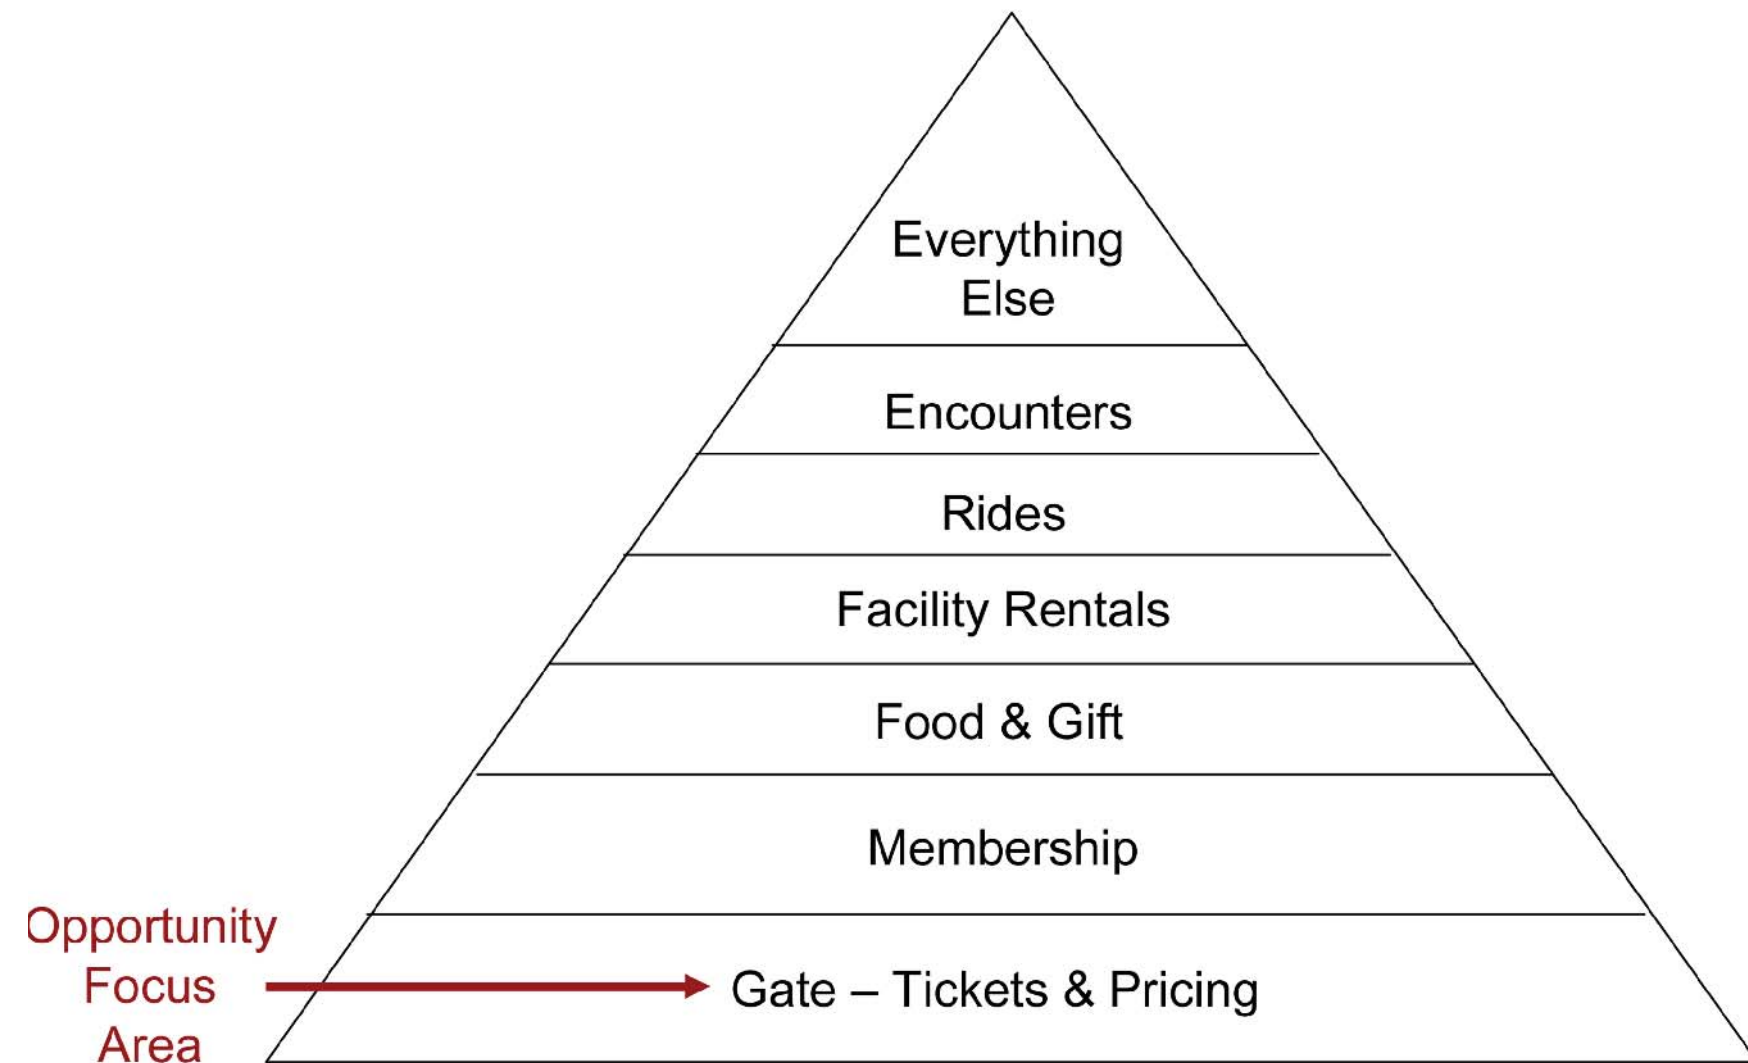 Everything
Else
Encounters
Rides
Facility Rentals
Food & Gift
Membership
Opportunity
Focus
Area
Gate – Tickets & Pricing